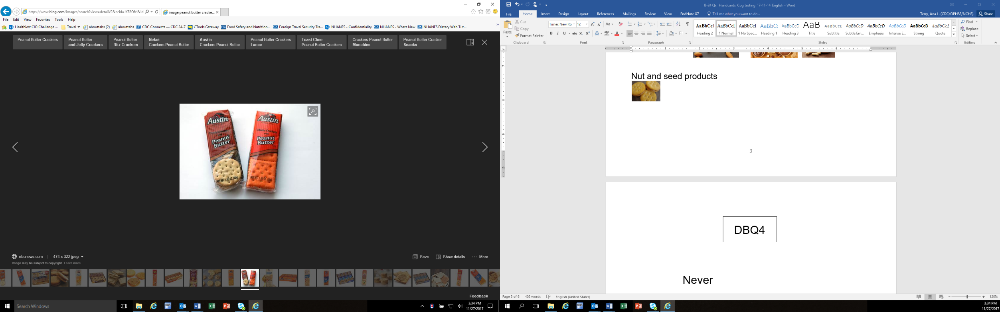 https://www.bing.com/images/search?view=detailV2&ccid=JKF8Ofzi&id
image peanut butter cracke...
File Edit View Favorites Tools Help
Healthiest CIO Challenge ... Travel abouttabs (2) abouttabs CDC Connects — CDC 24-7 CTools Gateway Food Safety and Nutrition... Foreign Travel Security Tra... NHANES - Confidentiality NHANES - Whats New NHANES Dietary Web Tut...
Peanut Butter Crackers
Peanut Butter
and Jelly Crackers
Peanut Butter
Ritz Crackers
Nekot
Crackers Peanut Butter
Austin
Crackers Peanut Butter
Peanut Butter Crackers
Lance
Toast Chee
Peanut Butter Crackers
Crackers Peanut Butter
Munchies
Peanut Butter Cracker
Snacks
Austin
Peanut
Butter
Austin
Cheese Crackers
with
Peanut
Butter
nbcnews.com | 474 x 322 jpeg
Image may be subject to copyright. Learn more
Save Show details ... More
Feedback
Search Windows
3:34 PM
11/27/2017
B-24 Qx_ Handcards_Cog testing_17-11-14_English - Word
File Home Insert Design Layout References Mailings Review View EndNote X7 Tell me what you want to do...
Terry, Ana L. (CDC/OPHSS/NCHS) Share
Paste
Cut
Copy
Format Painter
Clipboard
Times New Ro 12
Font
Paragraph
AaBbCcI AaBbCcI AaBbCcI AaBbC( AaBbCcD AaB AaBbCcD AaBbCcD AaBbCcD AaBbCcD AaBbCcD AaBbCcL
Heading 2 ¶ Normal ¶ No Spac... Heading 1 Heading 3 Title Subtitle Subtle Em... Emphasis Intense E... Strong Quote
Styles
Find
Replace
Select
Editing
Nut and seed products
3
DBQ4
Never
Page 3 of 6 402 words English (United States)
120%
3:34 PM
11/27/2017